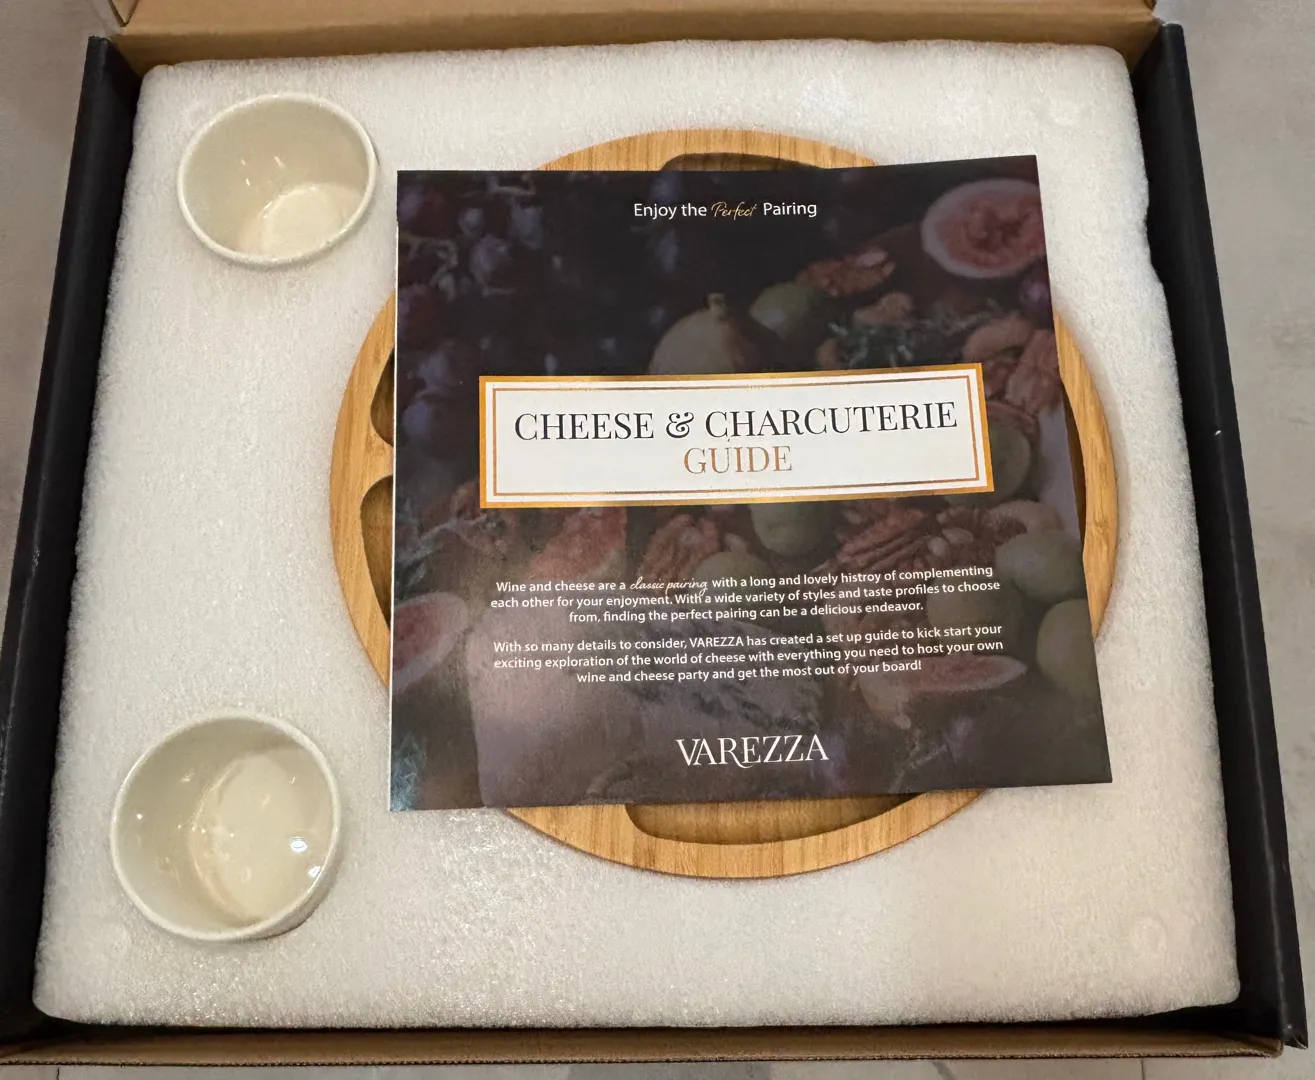 Enjoy the Perfect Pairing
CHEESE & CHARCUTERIE
GUIDE
Wine and cheese are a classic pairing with a long and lovely histroy of complementing
each other for your enjoyment. With a wide variety of styles and taste profiles to choose
from, finding the perfect pairing can be a delicious endeavor.
With so many details to consider, VAREZZA has created a set up guide to kick start your
exciting exploration of the world of cheese with everything you need to host your own
wine and cheese party and get the most out of your board!
VAREZZA